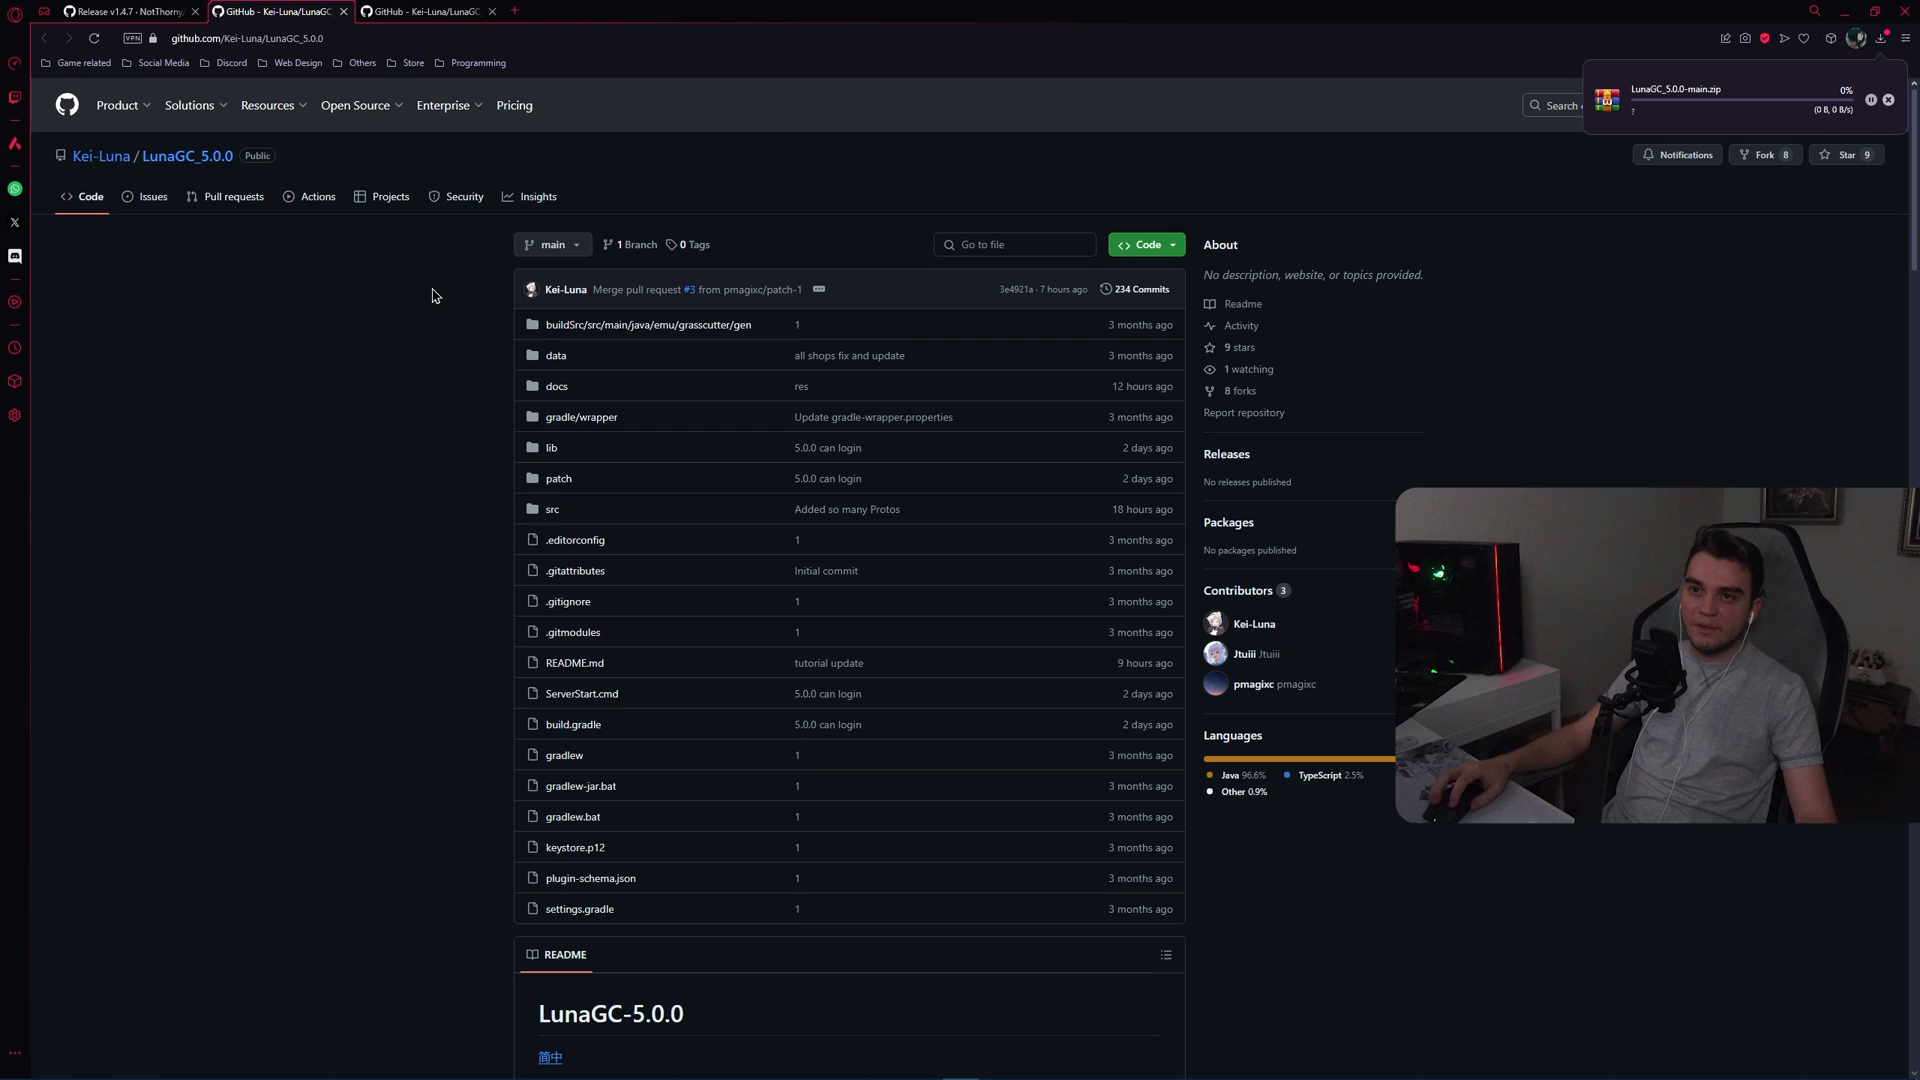 Release v1.4.7 · NotThorny
GitHub - Kei-Luna/LunaGC
GitHub - Kei-Luna/LunaGC
VPN
github.com/Kei-Luna/LunaGC_5.0.0
Game related
Social Media
Discord
Web Design
Others
Store
Programming
Product
Solutions
Resources
Open Source
Enterprise
Pricing
Search
LunaGC_5.0.0-main.zip
0%
?
(0 B, 0 B/s)
Kei-Luna / LunaGC_5.0.0
Public
Notifications
Fork 8
Star 9
Code
Issues
Pull requests
Actions
Projects
Security
Insights
main
1 Branch
0 Tags
Go to file
Code
Kei-Luna Merge pull request #3 from pmagixc/patch-1
3e4921a · 7 hours ago
234 Commits
buildSrc/src/main/java/emu/grasscutter/gen 1 3 months ago
data all shops fix and update 3 months ago
docs res 12 hours ago
gradle/wrapper Update gradle-wrapper.properties 3 months ago
lib 5.0.0 can login 2 days ago
patch 5.0.0 can login 2 days ago
src Added so many Protos 18 hours ago
.editorconfig 1 3 months ago
.gitattributes Initial commit 3 months ago
.gitignore 1 3 months ago
.gitmodules 1 3 months ago
README.md tutorial update 9 hours ago
ServerStart.cmd 5.0.0 can login 2 days ago
build.gradle 5.0.0 can login 2 days ago
gradlew 1 3 months ago
gradlew-jar.bat 1 3 months ago
gradlew.bat 1 3 months ago
keystore.p12 1 3 months ago
plugin-schema.json 1 3 months ago
settings.gradle 1 3 months ago
README
LunaGC-5.0.0
简中
About
No description, website, or topics provided.
Readme
Activity
9 stars
1 watching
8 forks
Report repository
Releases
No releases published
Packages
No packages published
Contributors 3
Kei-Luna
Jtuiii Jtuiii
pmagixc pmagixc
Languages
Java 96.6%
TypeScript 2.5%
Other 0.9%